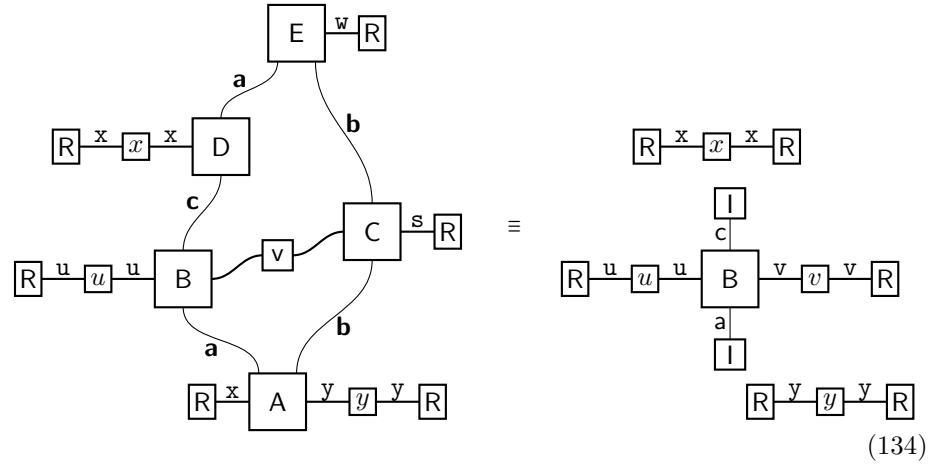 E w R
a
b
R x x x D R x x x R
c I
C s R ≡ c
R u u u B v R u u u B v v v R
a b a
I
R x A y y y R R y y y R
(134)